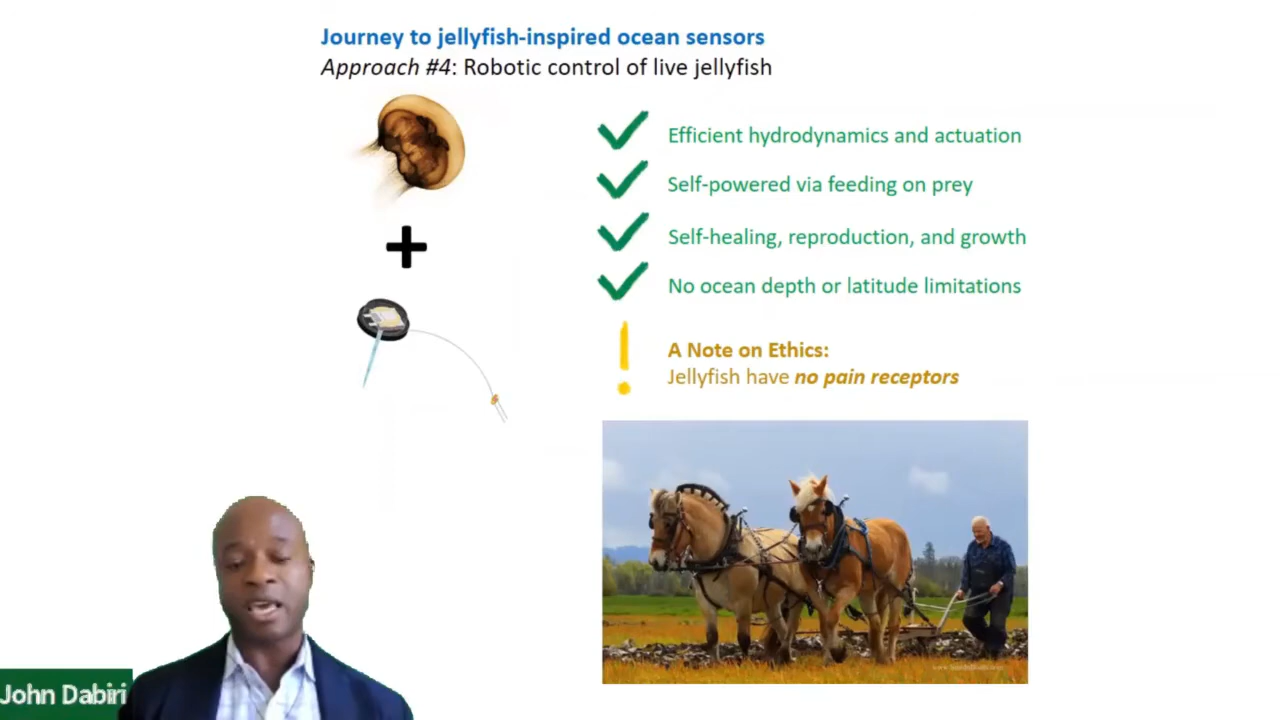 Journey to jellyfish-inspired ocean sensors
Approach #4: Robotic control of live jellyfish
Efficient hydrodynamics and actuation
Self-powered via feeding on prey
Self-healing, reproduction, and growth
No ocean depth or latitude limitations
A Note on Ethics:
Jellyfish have no pain receptors
John Dabiri